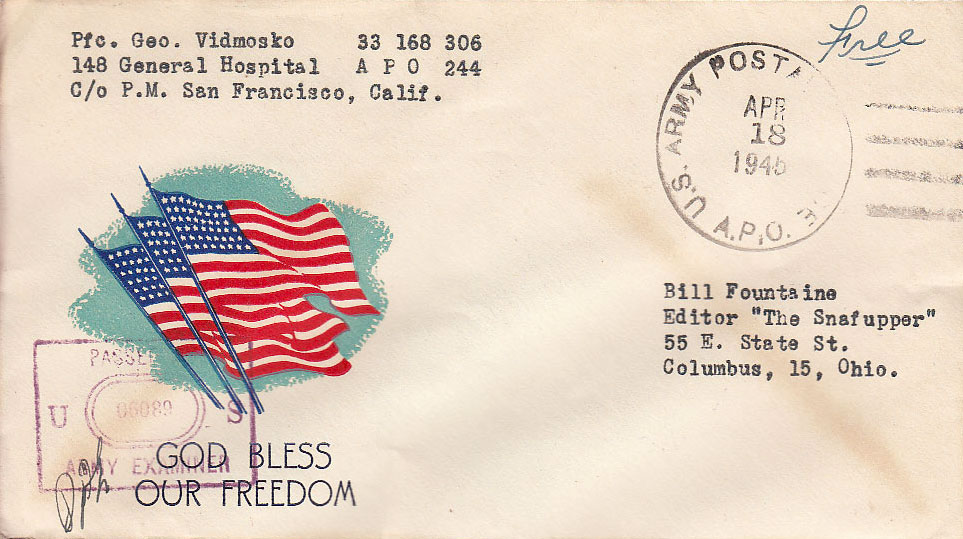 Pfc. Geo. Vidmosko 33 168 306
148 General Hospital A P O 244
C/o P.M. San Francisco, Calif.
Free
U.S. ARMY POSTA
APR
18
1945
A.P.O.
Bill Fountaine
Editor "The Snafupper"
55 E. State St.
Columbus, 15, Ohio.
PASSED
U 06089 S
ARMY EXAMINER
GOD BLESS
OUR FREEDOM